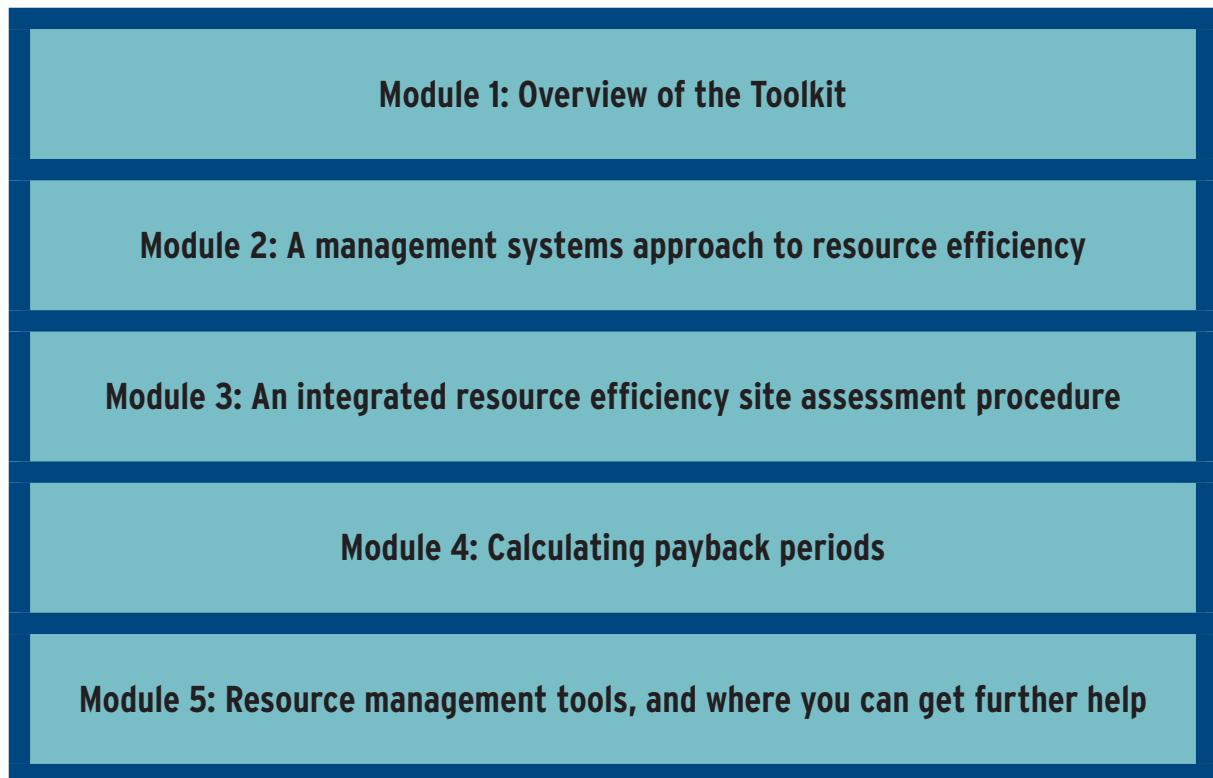 Module 1: Overview of the Toolkit
Module 2: A management systems approach to resource efficiency
Module 3: An integrated resource efficiency site assessment procedure
Module 4: Calculating payback periods
Module 5: Resource management tools, and where you can get further help